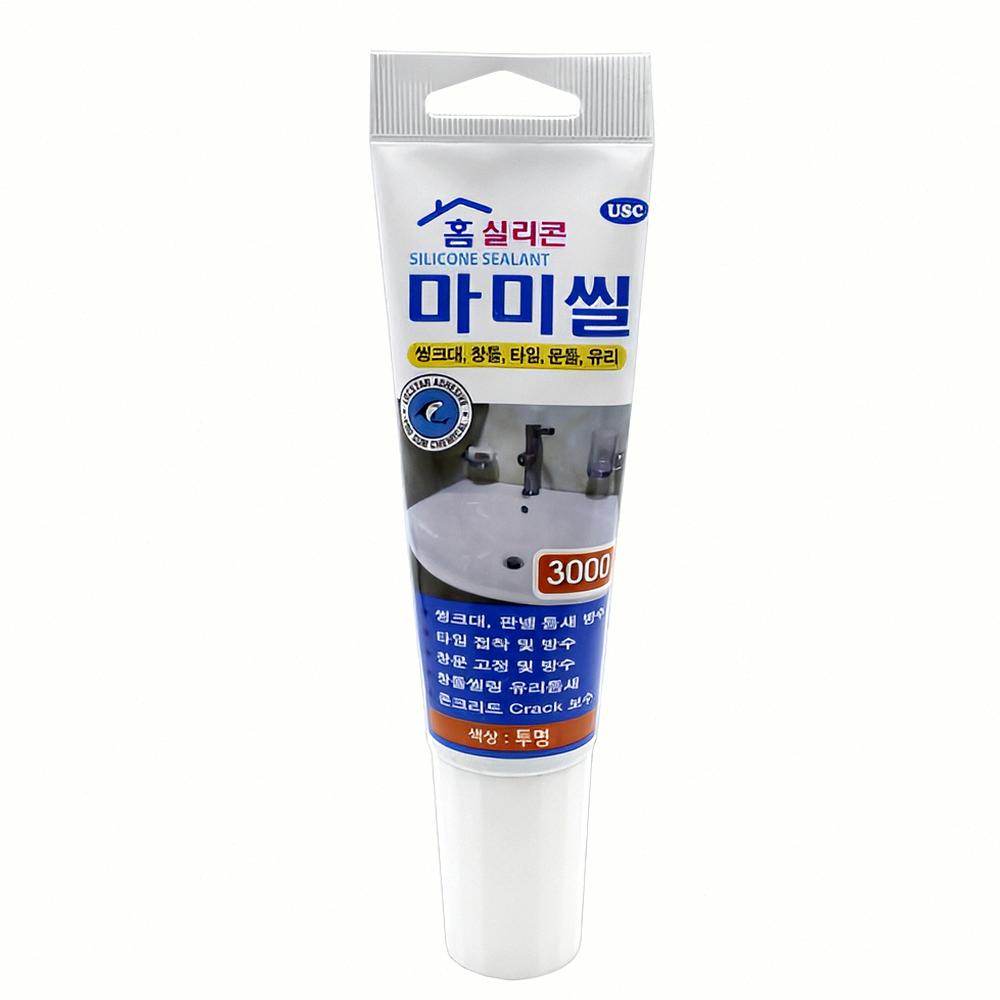 USC
홈 실리콘
SILICONE SEALANT
마미씰
씽크대, 창틀, 타일, 문틀, 유리
3000
씽크대, 판넬 틈새 방수
타일 접착 및 방수
창문 고정 및 방수
창틀씰링 유리틈새
콘크리트 Crack 보수
색상 : 투명